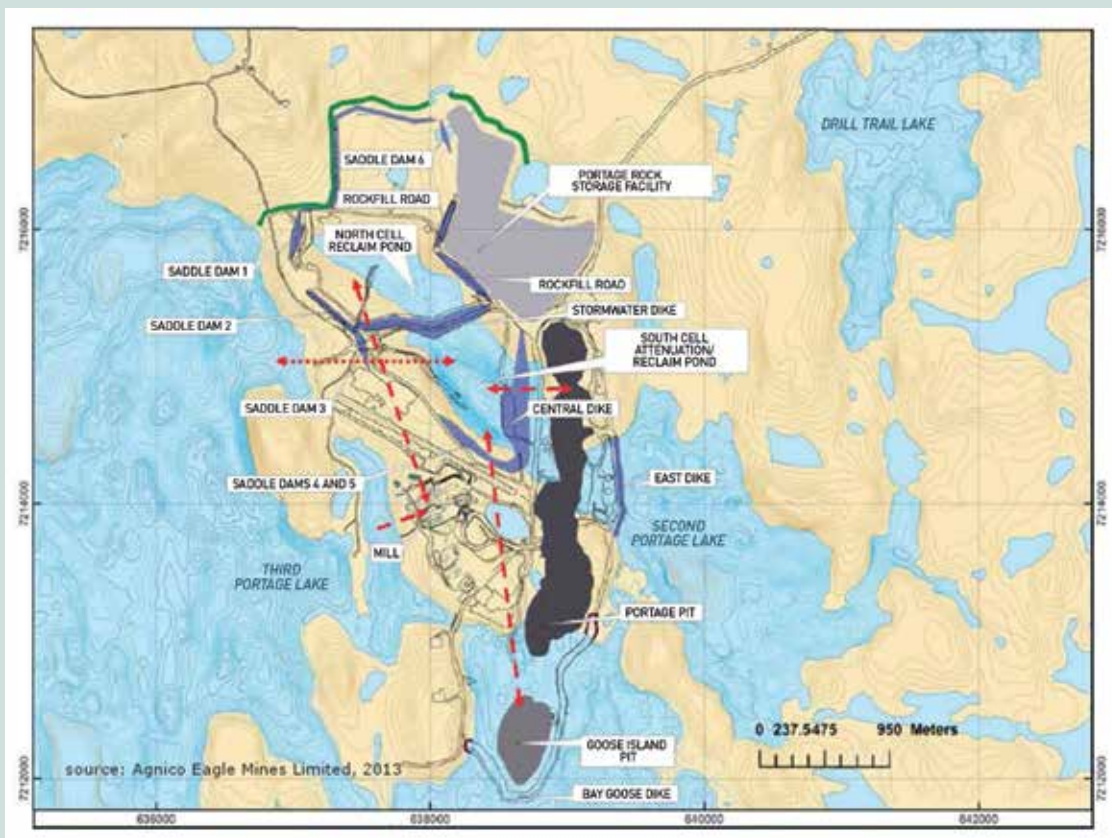 DRILL TRAIL LAKE
SADDLE DAM 6
PORTAGE ROCK
STORAGE FACILITY
ROCKFILL ROAD
7216000
7216000
NORTH CELL
RECLAIM POND
SADDLE DAM 1
ROCKFILL ROAD
STORMWATER DIKE
SADDLE DAM 2
SOUTH CELL
ATTENUATION/
RECLAIM POND
SADDLE DAM 3
CENTRAL DIKE
SADDLE DAMS 4 AND 5
EAST DIKE
7214000
7214000
SECOND
PORTAGE LAKE
MILL
THIRD
PORTAGE LAKE
PORTAGE PIT
0 237.5475 950 Meters
GOOSE ISLAND
PIT
source: Agnico Eagle Mines Limited, 2013
7212000
7212000
BAY GOOSE DIKE
636000
638000
640000
642000